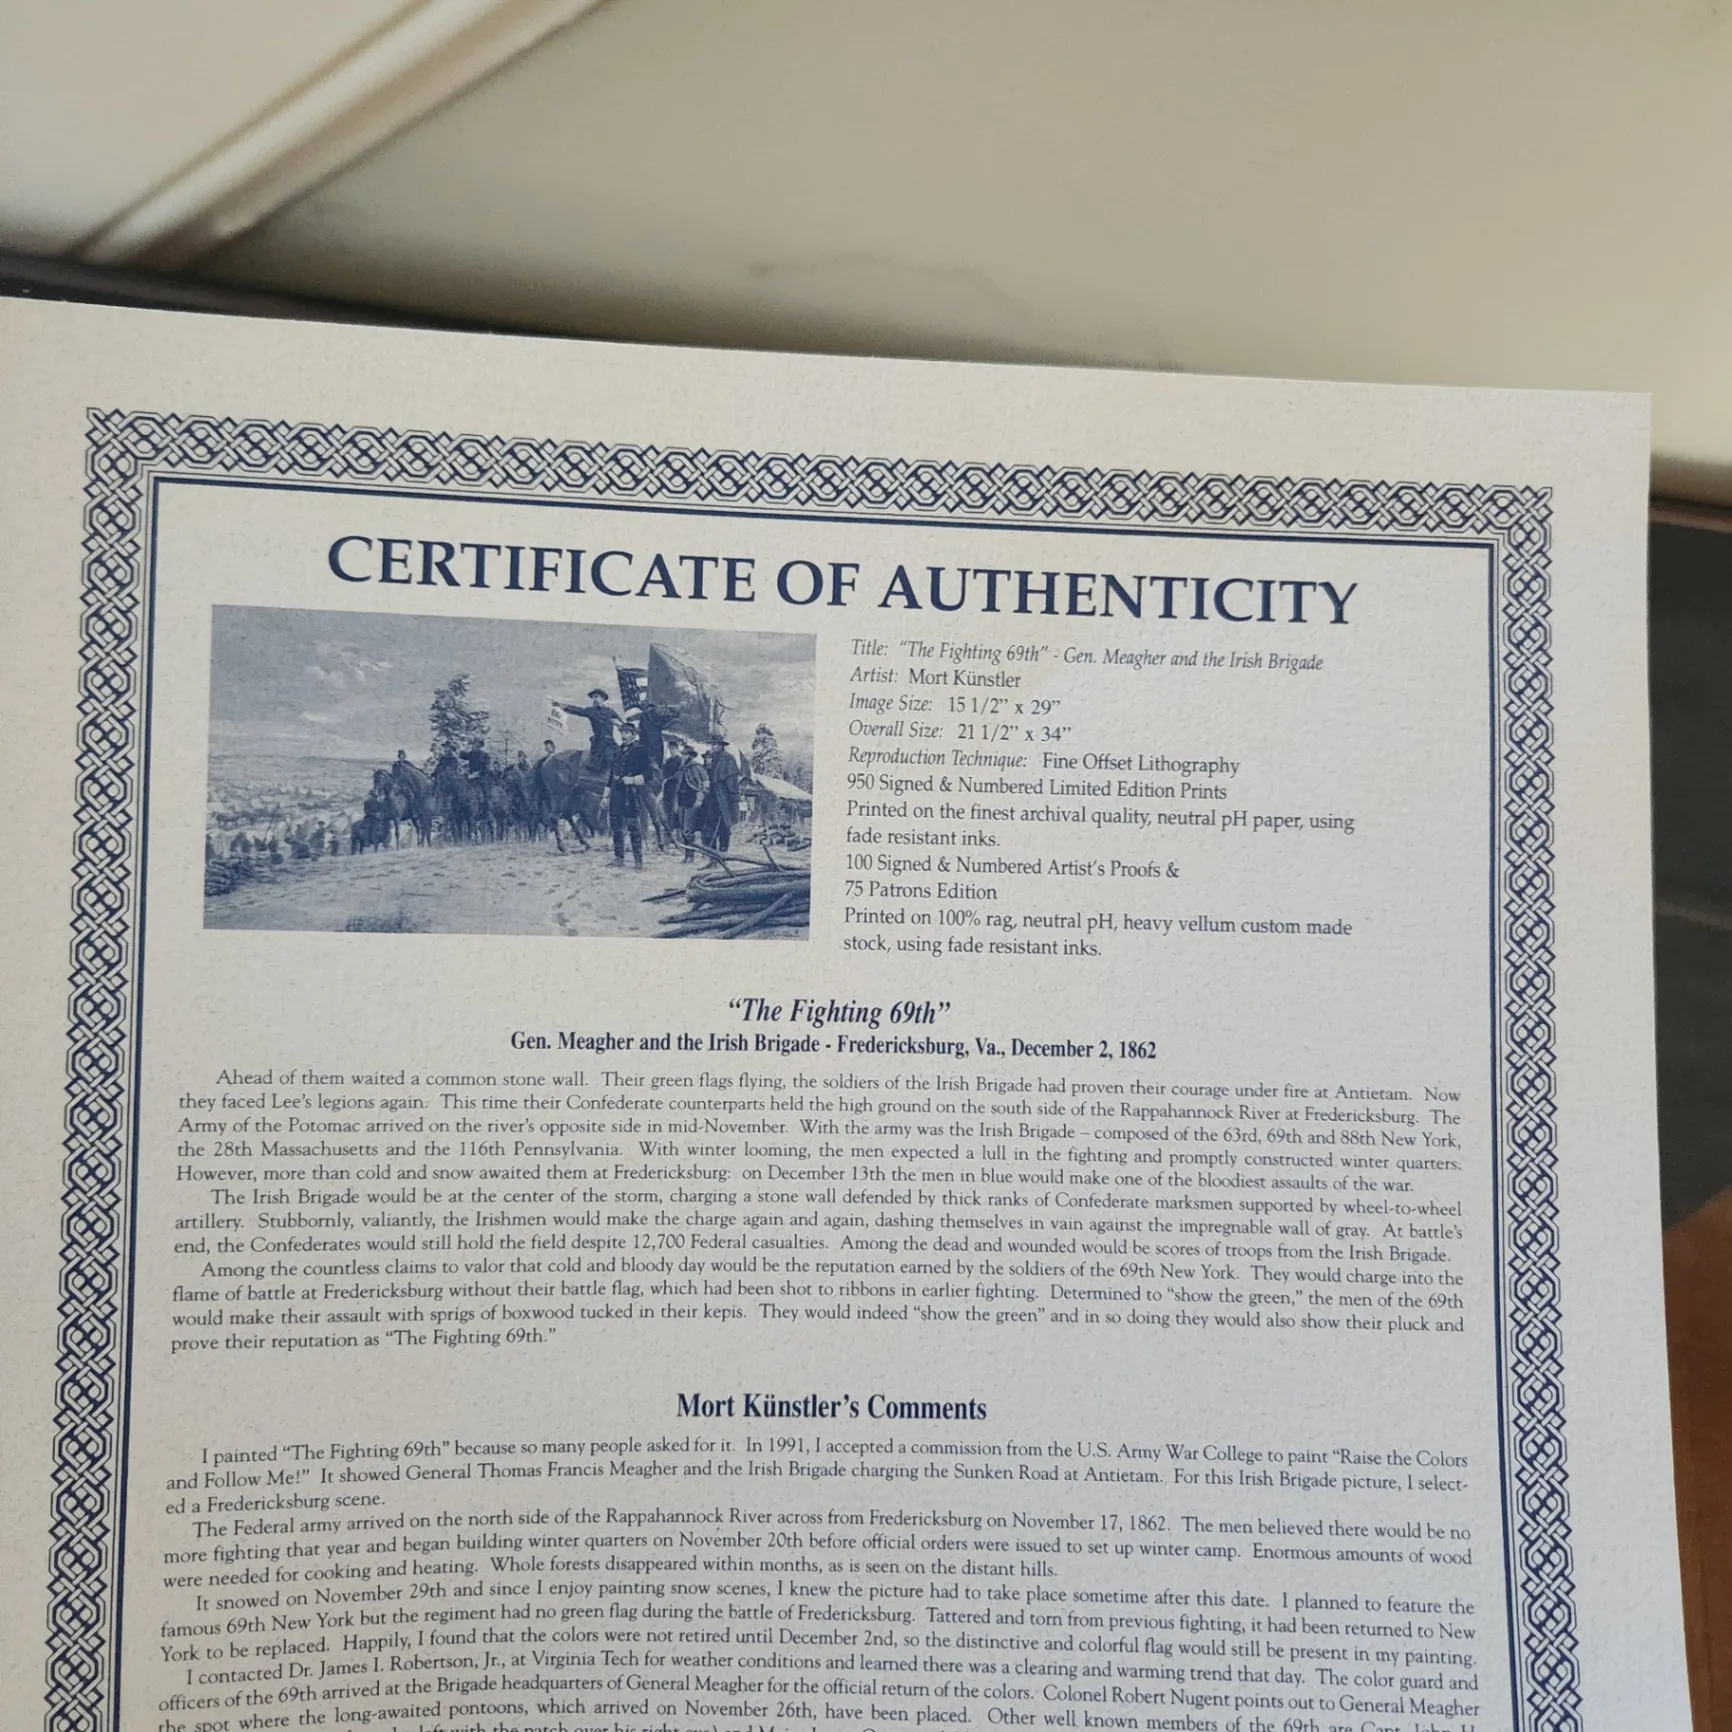 CERTIFICATE OF AUTHENTICITY
Title: "The Fighting 69th" - Gen. Meagher and the Irish Brigade
Artist: Mort Künstler
Image Size: 15 1/2" x 29"
Overall Size: 21 1/2" x 34"
Reproduction Technique: Fine Offset Lithography
950 Signed & Numbered Limited Edition Prints
Printed on the finest archival quality, neutral pH paper, using
fade resistant inks.
100 Signed & Numbered Artist's Proofs &
75 Patrons Edition
Printed on 100% rag, neutral pH, heavy vellum custom made
stock, using fade resistant inks.
"The Fighting 69th"
Gen. Meagher and the Irish Brigade - Fredericksburg, Va., December 2, 1862
Ahead of them waited a common stone wall. Their green flags flying, the soldiers of the Irish Brigade had proven their courage under fire at Antietam. Now
they faced Lee's legions again. This time their Confederate counterparts held the high ground on the south side of the Rappahannock River at Fredericksburg. The
Army of the Potomac arrived on the river's opposite side in mid-November. With the army was the Irish Brigade – composed of the 63rd, 69th and 88th New York,
the 28th Massachusetts and the 116th Pennsylvania. With winter looming, the men expected a lull in the fighting and promptly constructed winter quarters.
However, more than cold and snow awaited them at Fredericksburg: on December 13th the men in blue would make one of the bloodiest assaults of the war.
The Irish Brigade would be at the center of the storm, charging a stone wall defended by thick ranks of Confederate marksmen supported by wheel-to-wheel
artillery. Stubbornly, valiantly, the Irishmen would make the charge again and again, dashing themselves in vain against the impregnable wall of gray. At battle's
end, the Confederates would still hold the field despite 12,700 Federal casualties. Among the dead and wounded would be scores of troops from the Irish Brigade.
Among the countless claims to valor that cold and bloody day would be the reputation earned by the soldiers of the 69th New York. They would charge into the
flame of battle at Fredericksburg without their battle flag, which had been shot to ribbons in earlier fighting. Determined to "show the green," the men of the 69th
would make their assault with sprigs of boxwood tucked in their kepis. They would indeed "show the green" and in so doing they would also show their pluck and
prove their reputation as "The Fighting 69th."
Mort Künstler's Comments
I painted "The Fighting 69th" because so many people asked for it. In 1991, I accepted a commission from the U.S. Army War College to paint "Raise the Colors
and Follow Me!" It showed General Thomas Francis Meagher and the Irish Brigade charging the Sunken Road at Antietam. For this Irish Brigade picture, I select-
ed a Fredericksburg scene.
The Federal army arrived on the north side of the Rappahannock River across from Fredericksburg on November 17, 1862. The men believed there would be no
more fighting that year and began building winter quarters on November 20th before official orders were issued to set up winter camp. Enormous amounts of wood
were needed for cooking and heating. Whole forests disappeared within months, as is seen on the distant hills.
It snowed on November 29th and since I enjoy painting snow scenes, I knew the picture had to take place sometime after this date. I planned to feature the
famous 69th New York but the regiment had no green flag during the battle of Fredericksburg. Tattered and torn from previous fighting, it had been returned to New
York to be replaced. Happily, I found that the colors were not retired until December 2nd, so the distinctive and colorful flag would still be present in my painting.
I contacted Dr. James I. Robertson, Jr., at Virginia Tech for weather conditions and learned there was a clearing and warming trend that day. The color guard and
officers of the 69th arrived at the Brigade headquarters of General Meagher for the official return of the colors. Colonel Robert Nugent points out to General Meagher
the spot where the long-awaited pontoons, which arrived on November 26th, have been placed. Other well known members of the 69th are Capt. John H.
left with the patch over his right eye) and